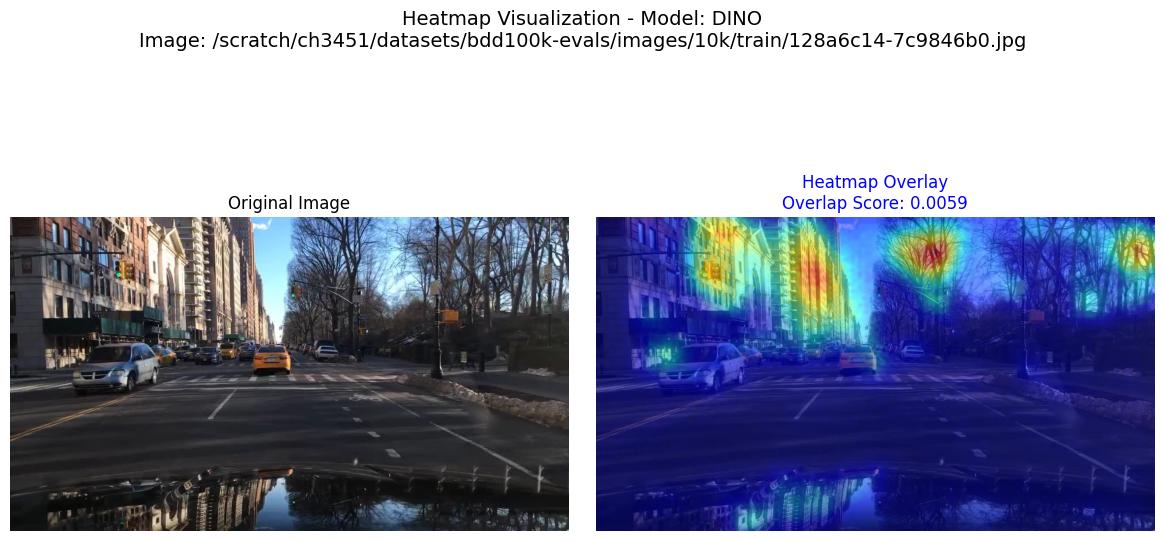 Heatmap Visualization - Model: DINO
Image: /scratch/ch3451/datasets/bdd100k-evals/images/10k/train/128a6c14-7c9846b0.jpg
Original Image
Heatmap Overlay
Overlap Score: 0.0059